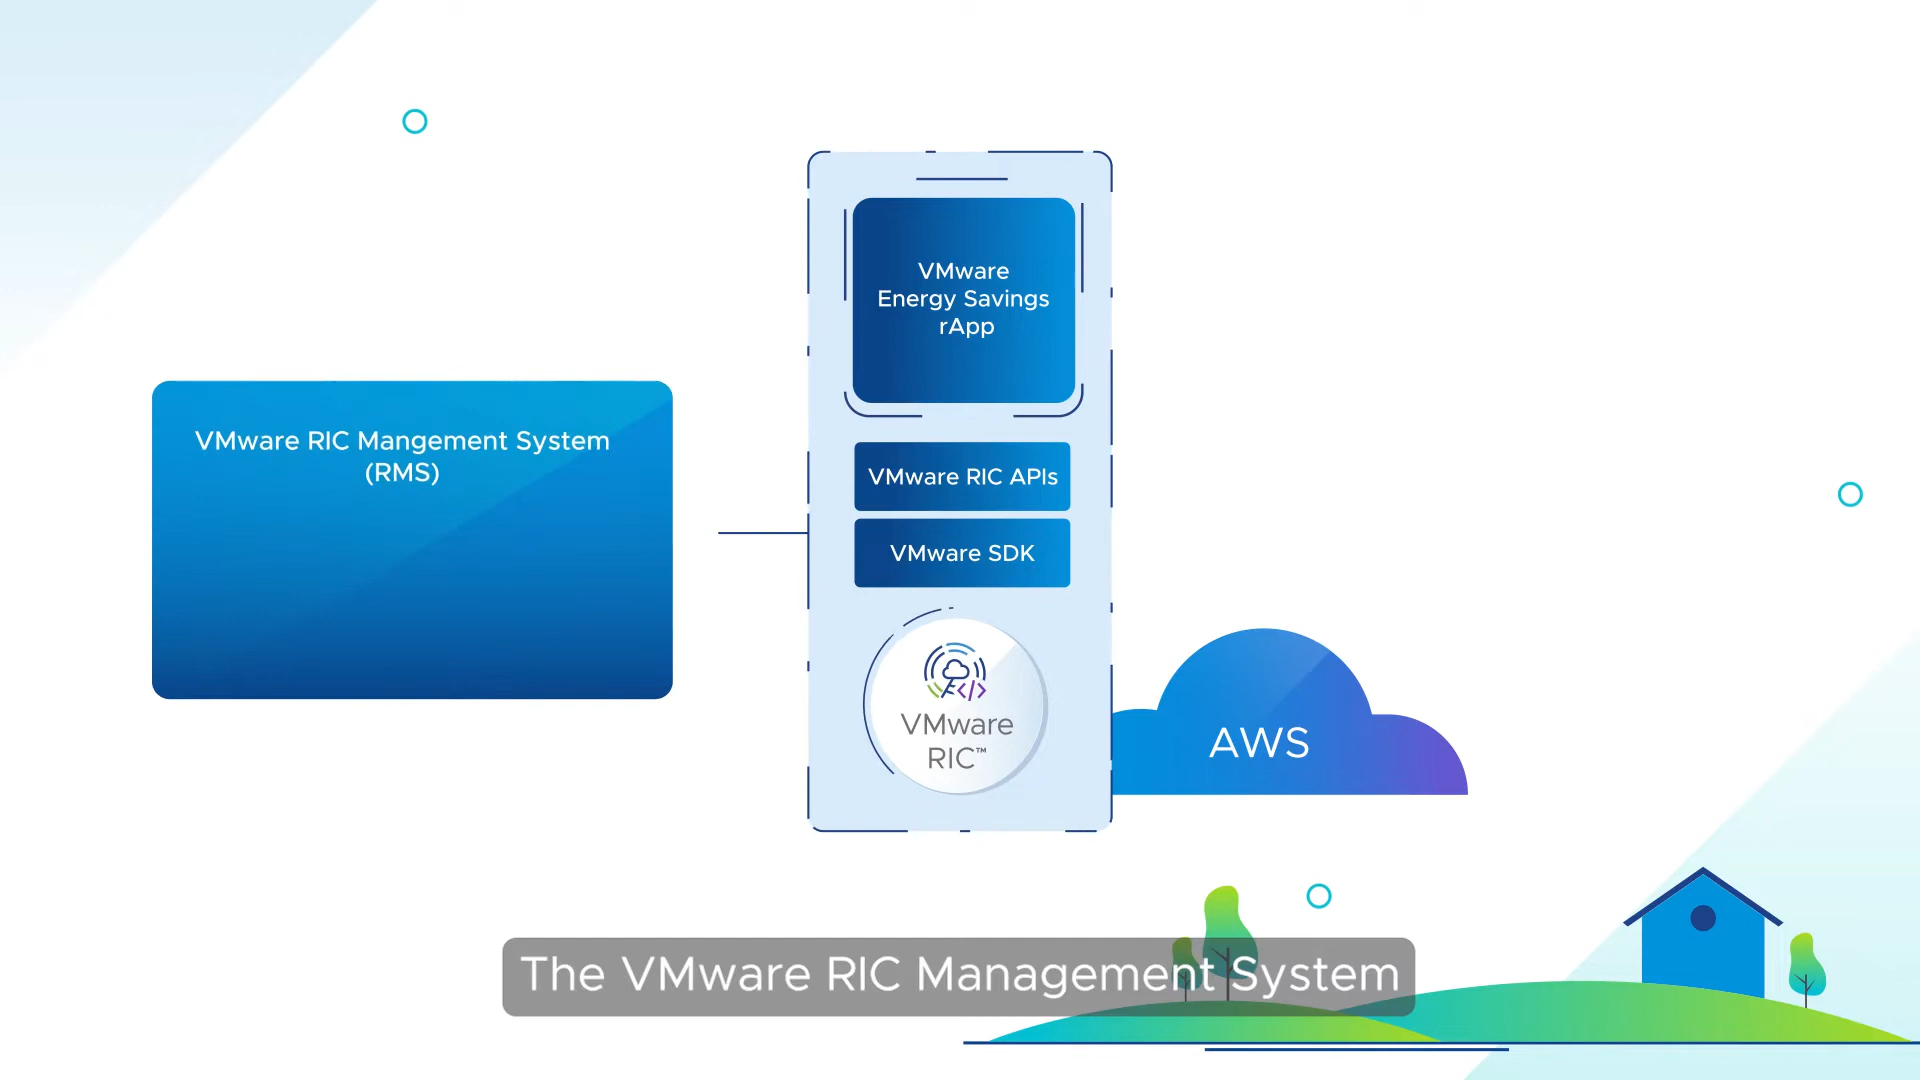 VMware
Energy Savings
rApp
VMware RIC Mangement System
(RMS)
VMware RIC APIs
VMware SDK
VMware
RIC™
AWS
The VMware RIC Management System